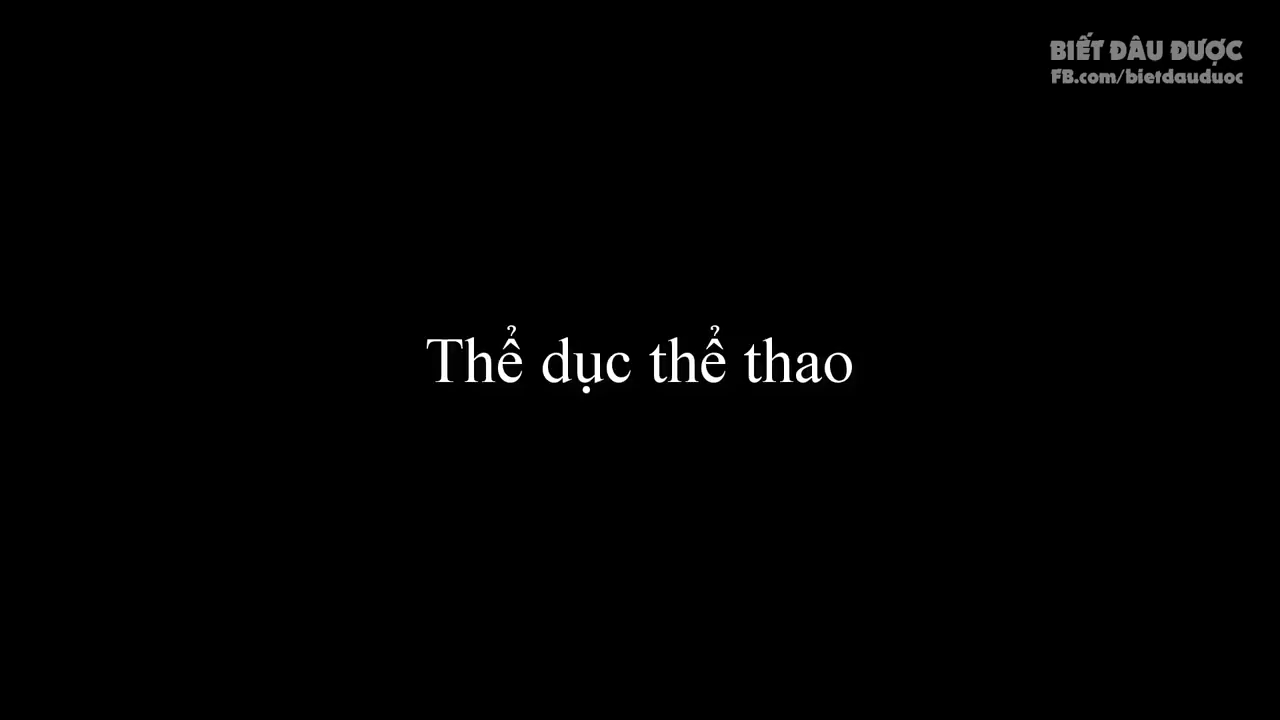 BIẾT ĐÂU ĐƯỢC
FB.com/bietdauduoc
Thể dục thể thao